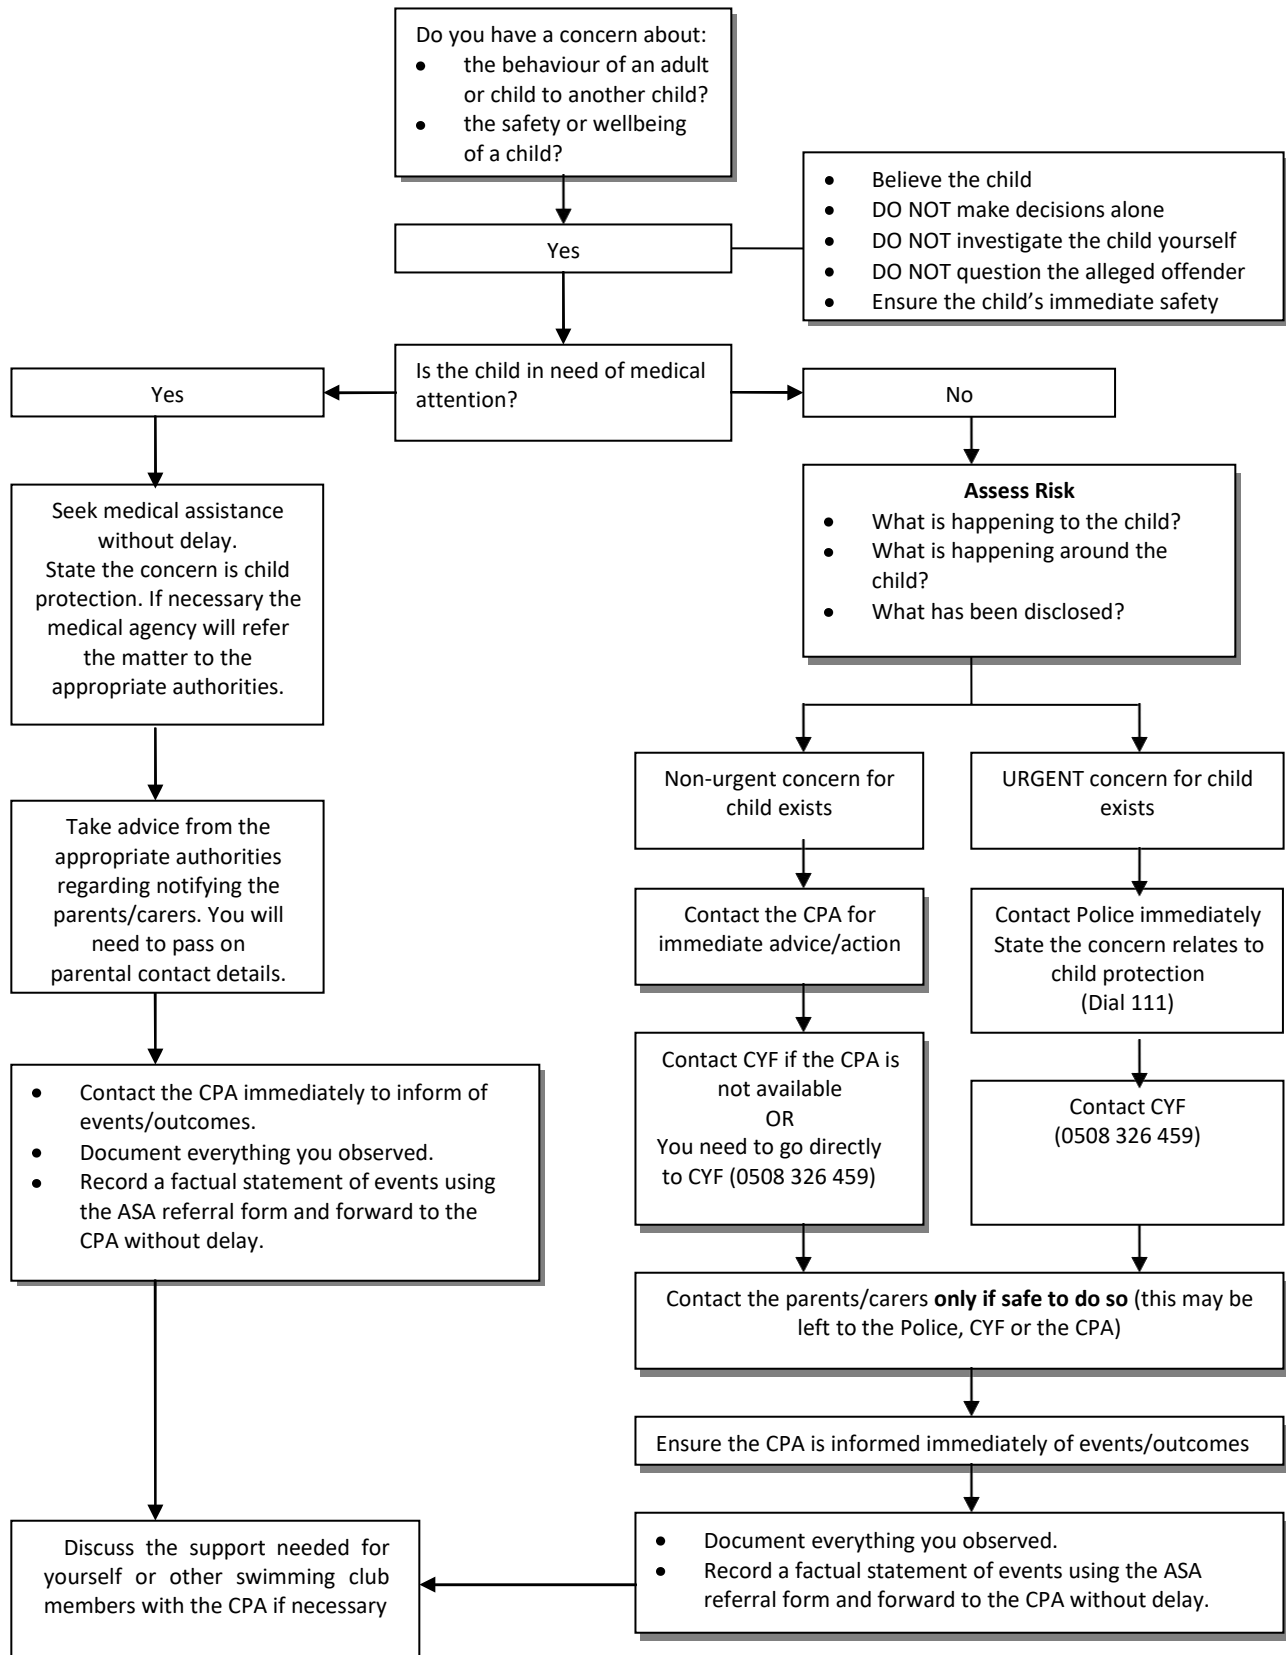 Do you have a concern about:
• the behaviour of an adult
or child to another child?
• the safety or wellbeing
of a child?
• Believe the child
• DO NOT make decisions alone
• DO NOT investigate the child yourself
• DO NOT question the alleged offender
• Ensure the child’s immediate safety
Yes
Is the child in need of medical
attention?
Yes
No
Seek medical assistance
without delay.
State the concern is child
protection. If necessary the
medical agency will refer
the matter to the
appropriate authorities.
Assess Risk
• What is happening to the child?
• What is happening around the
child?
• What has been disclosed?
Non-urgent concern for
child exists
URGENT concern for child
exists
Take advice from the
appropriate authorities
regarding notifying the
parents/carers. You will
need to pass on
parental contact details.
Contact the CPA for
immediate advice/action
Contact Police immediately
State the concern relates to
child protection
(Dial 111)
Contact CYF if the CPA is
not available
OR
You need to go directly
to CYF (0508 326 459)
Contact CYF
(0508 326 459)
• Contact the CPA immediately to inform of
events/outcomes.
• Document everything you observed.
• Record a factual statement of events using
the ASA referral form and forward to the
CPA without delay.
Contact the parents/carers only if safe to do so (this may be
left to the Police, CYF or the CPA)
Ensure the CPA is informed immediately of events/outcomes
• Document everything you observed.
• Record a factual statement of events using the ASA
referral form and forward to the CPA without delay.
Discuss the support needed for
yourself or other swimming club
members with the CPA if necessary